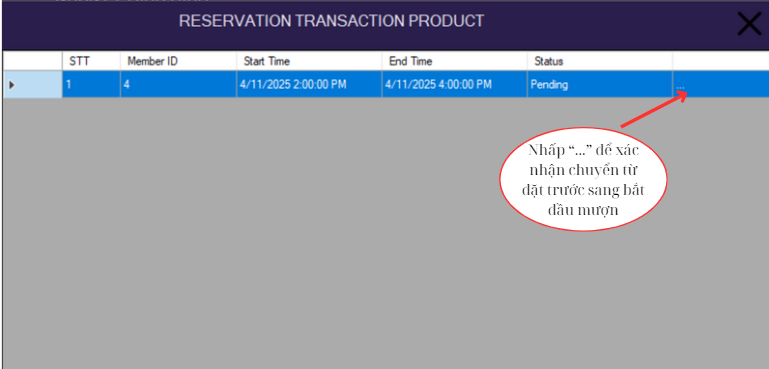 RESERVATION TRANSACTION PRODUCT
STT Member ID Start Time End Time Status
1 4 4/11/2025 2:00:00 PM 4/11/2025 4:00:00 PM Pending ...
Nhấp “...” để xác
nhận chuyển từ
đặt trước sang bắt
đầu mượn